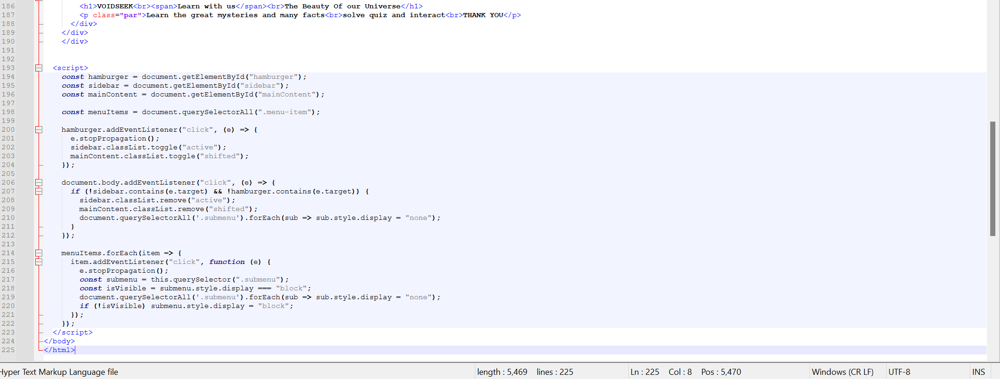 186 <h1>VOIDSEEK<br><span>Learn with us</span><br>The Beauty Of our Universe</h1>
187 <p class="par">Learn the great mysteries and many facts<br>solve quiz and interact<br>THANK YOU</p>
188 </div>
189 </div>
190 </div>
191
192
193 <script>
194 const hamburger = document.getElementById("hamburger");
195 const sidebar = document.getElementById("sidebar");
196 const mainContent = document.getElementById("mainContent");
197
198 const menuItems = document.querySelectorAll(".menu-item");
199
200 hamburger.addEventListener("click", (e) => {
201 e.stopPropagation();
202 sidebar.classList.toggle("active");
203 mainContent.classList.toggle("shifted");
204 });
205
206 document.body.addEventListener("click", (e) => {
207 if (!sidebar.contains(e.target) && !hamburger.contains(e.target)) {
208 sidebar.classList.remove("active");
209 mainContent.classList.remove("shifted");
210 document.querySelectorAll('.submenu').forEach(sub => sub.style.display = "none");
211 }
212 });
213
214 menuItems.forEach(item => {
215 item.addEventListener("click", function (e) {
216 e.stopPropagation();
217 const submenu = this.querySelector(".submenu");
218 const isVisible = submenu.style.display === "block";
219 document.querySelectorAll('.submenu').forEach(sub => sub.style.display = "none");
220 if (!isVisible) submenu.style.display = "block";
221 });
222 });
223 </script>
224 </body>
225 </html>
Hyper Text Markup Language file length : 5,469 lines : 225 Ln : 225 Col : 8 Pos : 5,470 Windows (CR LF) UTF-8 INS